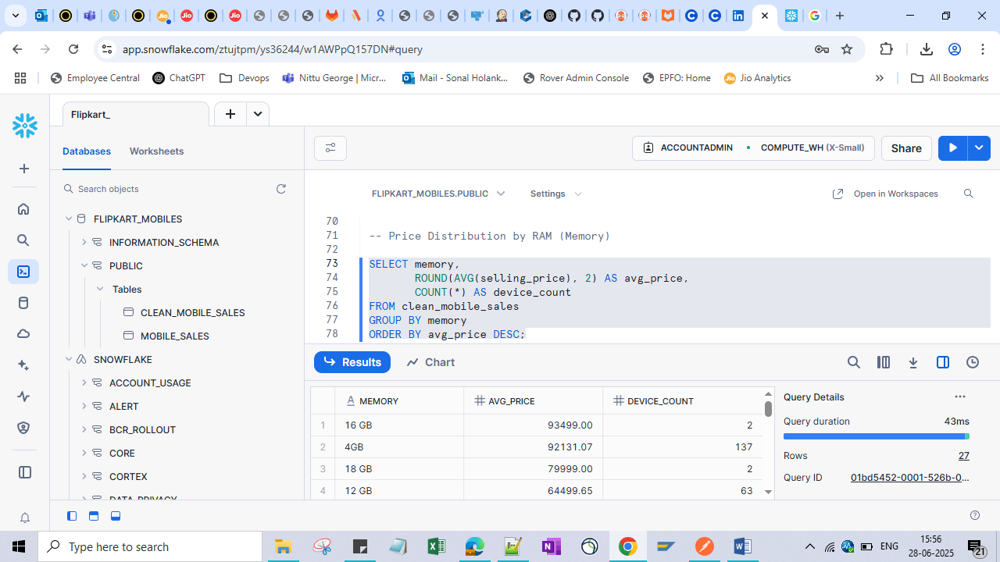 app.snowflake.com/ztujtpm/ys36244/w1AWPpQ157DN#query
Employee Central
ChatGPT
Devops
Nittu George | Micr...
Mail - Sonal Holank...
Rover Admin Console
EPFO: Home
Jio Analytics
All Bookmarks
Flipkart_
Databases
Worksheets
ACCOUNTADMIN
COMPUTE_WH (X-Small)
Share
Search objects
FLIPKART_MOBILES.PUBLIC
Settings
Open in Workspaces
FLIPKART_MOBILES
INFORMATION_SCHEMA
PUBLIC
Tables
CLEAN_MOBILE_SALES
MOBILE_SALES
SNOWFLAKE
ACCOUNT_USAGE
ALERT
BCR_ROLLOUT
CORE
CORTEX
DATA_PRIVACY
70
71 -- Price Distribution by RAM (Memory)
72
73 SELECT memory,
74 ROUND(AVG(selling_price), 2) AS avg_price,
75 COUNT(*) AS device_count
76 FROM clean_mobile_sales
77 GROUP BY memory
78 ORDER BY avg_price DESC;
Results
Chart
MEMORY AVG_PRICE DEVICE_COUNT
1 16 GB 93499.00 2
2 4GB 92131.07 137
3 18 GB 79999.00 2
4 12 GB 64499.65 63
Query Details
Query duration 43ms
Rows 27
Query ID 01bd5452-0001-526b-0...
Type here to search
ENG
15:56
28-06-2025
21